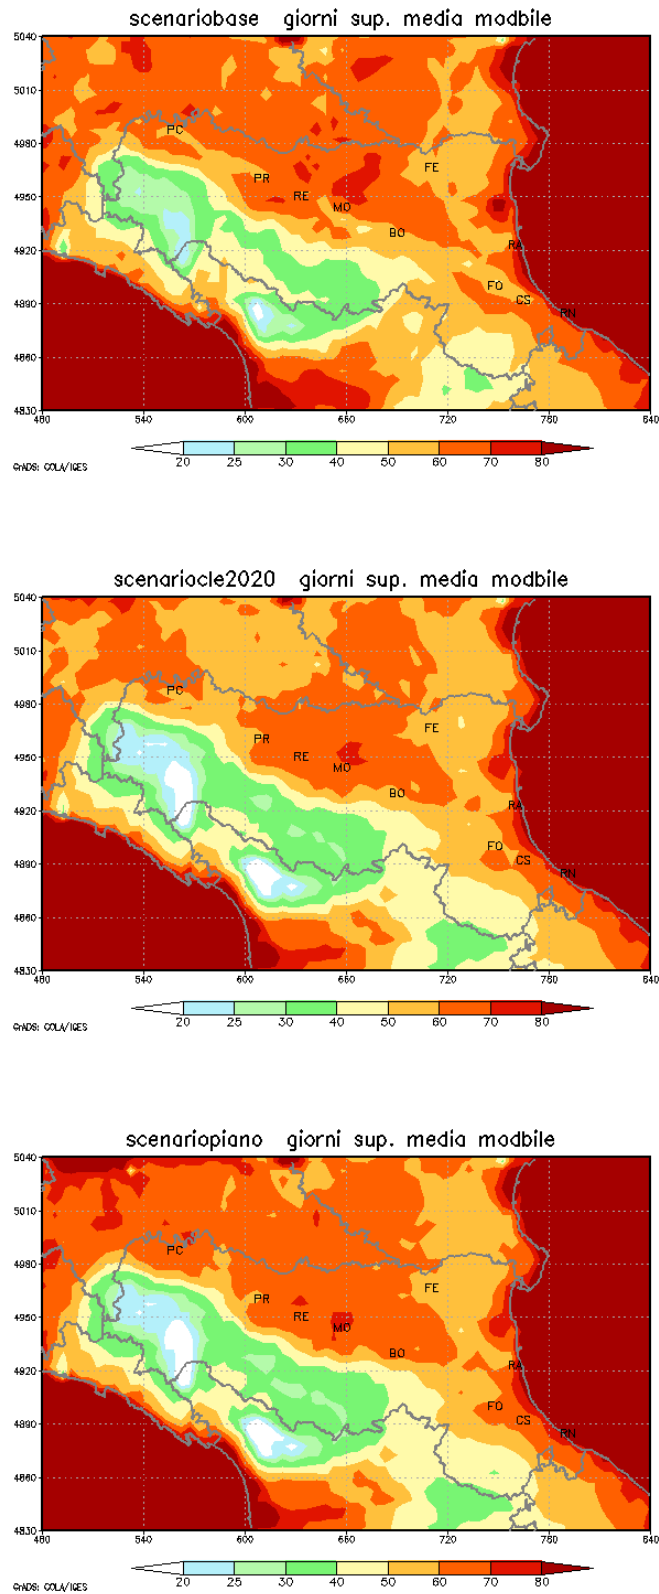 scenariobase giorni sup. media modbile
5040
5010
4980
4950
4920
4890
4860
4830
PC
PR
RE
MO
FE
BO
RA
FO
CS
RN
480 540 600 660 720 780 840
20 25 30 40 50 60 70 80
GrADS: COLA/IGES
scenariocle2020 giorni sup. media modbile
5040
5010
4980
4950
4920
4890
4860
4830
PC
PR
RE
MO
FE
BO
RA
FO
CS
RN
480 540 600 660 720 780 840
20 25 30 40 50 60 70 80
GrADS: COLA/IGES
scenariopiano giorni sup. media modbile
5040
5010
4980
4950
4920
4890
4860
4830
PC
PR
RE
MO
FE
BO
RA
FO
CS
RN
480 540 600 660 720 780 840
20 25 30 40 50 60 70 80
GrADS: COLA/IGES